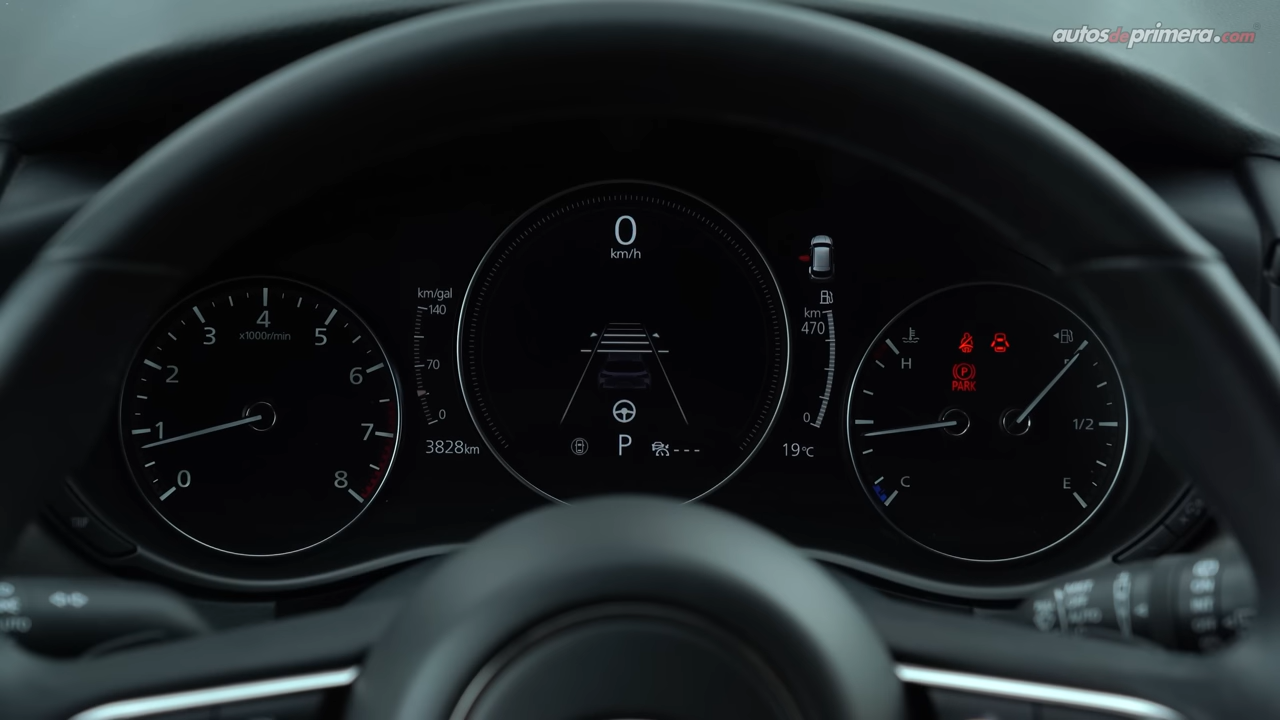 autosdeprimera.com
0
km/h
km/gal
140
70
0
3828km
km
470
0
19°C
P
---
0
1
2
3
4
5
6
7
8
x1000r/min
H
C
P
PARK
1/2
E